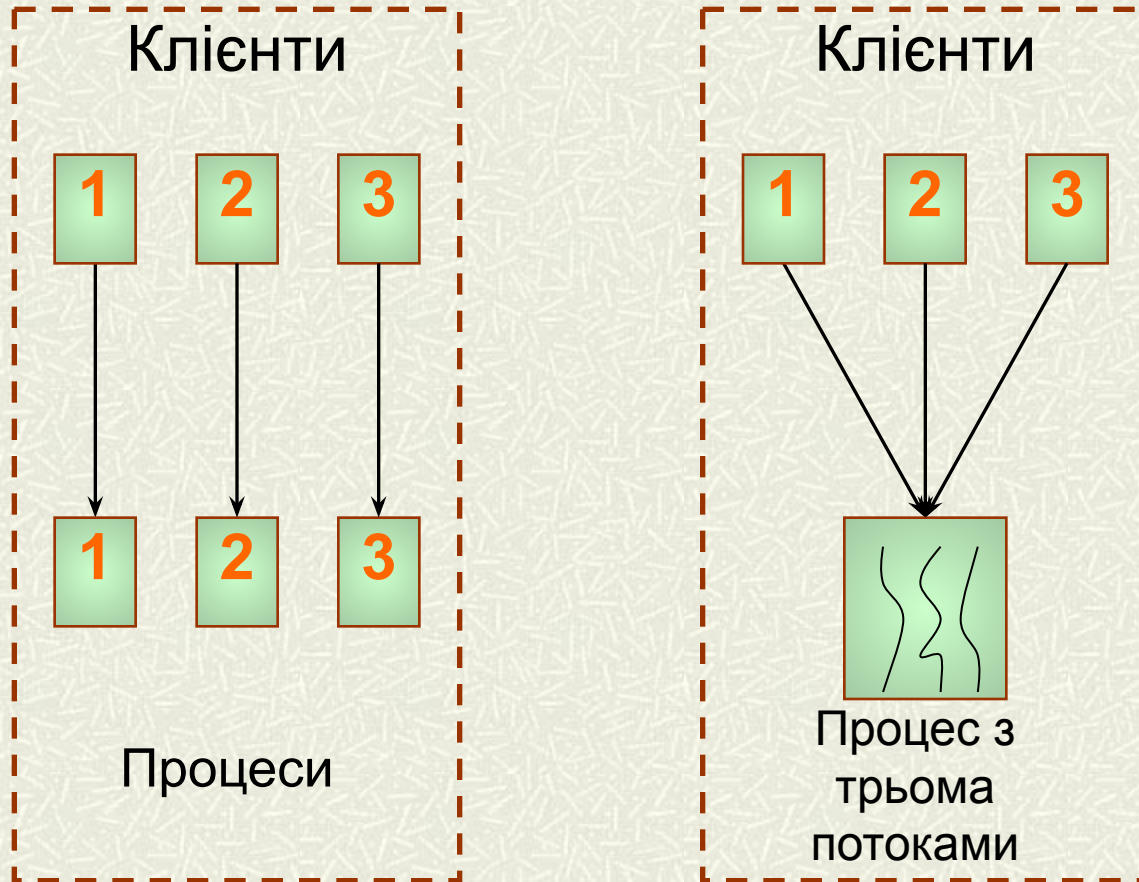 Клієнти
1 2 3
1 2 3
Процеси
Клієнти
1 2 3
Процес з
трьома
потоками